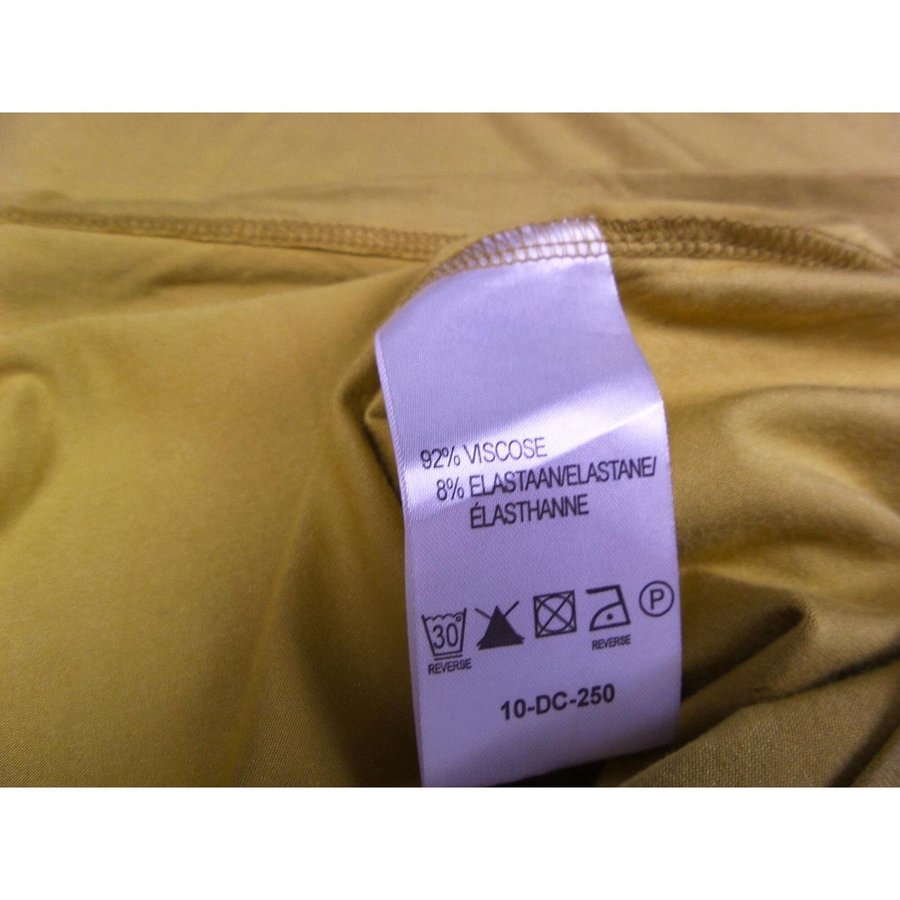 92% VISCOSE
8% ELASTAAN/ELASTANE/
ÉLASTHANNE
30° P
REVERSE REVERSE
10-DC-250